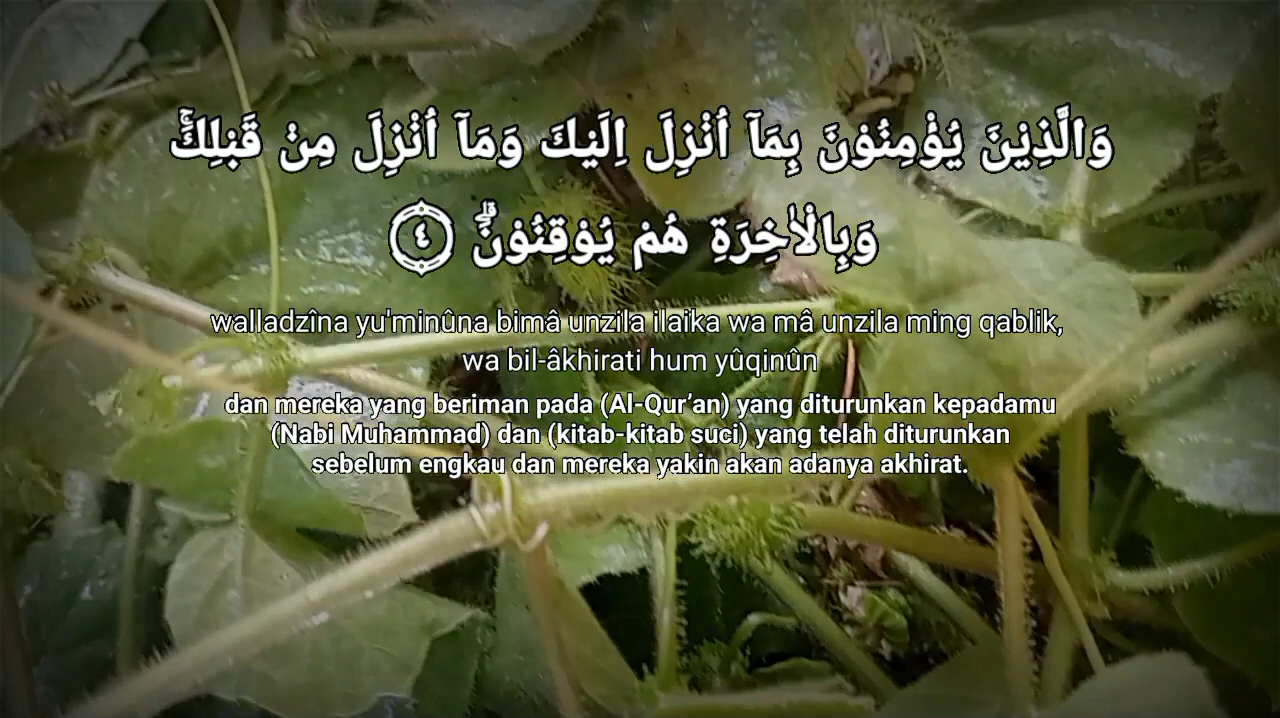 وَالَّذِيْنَ يُؤْمِنُوْنَ بِمَآ اُنْزِلَ اِلَيْكَ وَمَآ اُنْزِلَ مِنْ قَبْلِكَۚ
وَبِالْاٰخِرَةِ هُمْ يُوْقِنُوْنَۗ ٤
walladzîna yu'minûna bimâ unzila ilaika wa mâ unzila ming qablik,
wa bil-âkhirati hum yûqinûn
dan mereka yang beriman pada (Al-Qur’an) yang diturunkan kepadamu
(Nabi Muhammad) dan (kitab-kitab suci) yang telah diturunkan
sebelum engkau dan mereka yakin akan adanya akhirat.